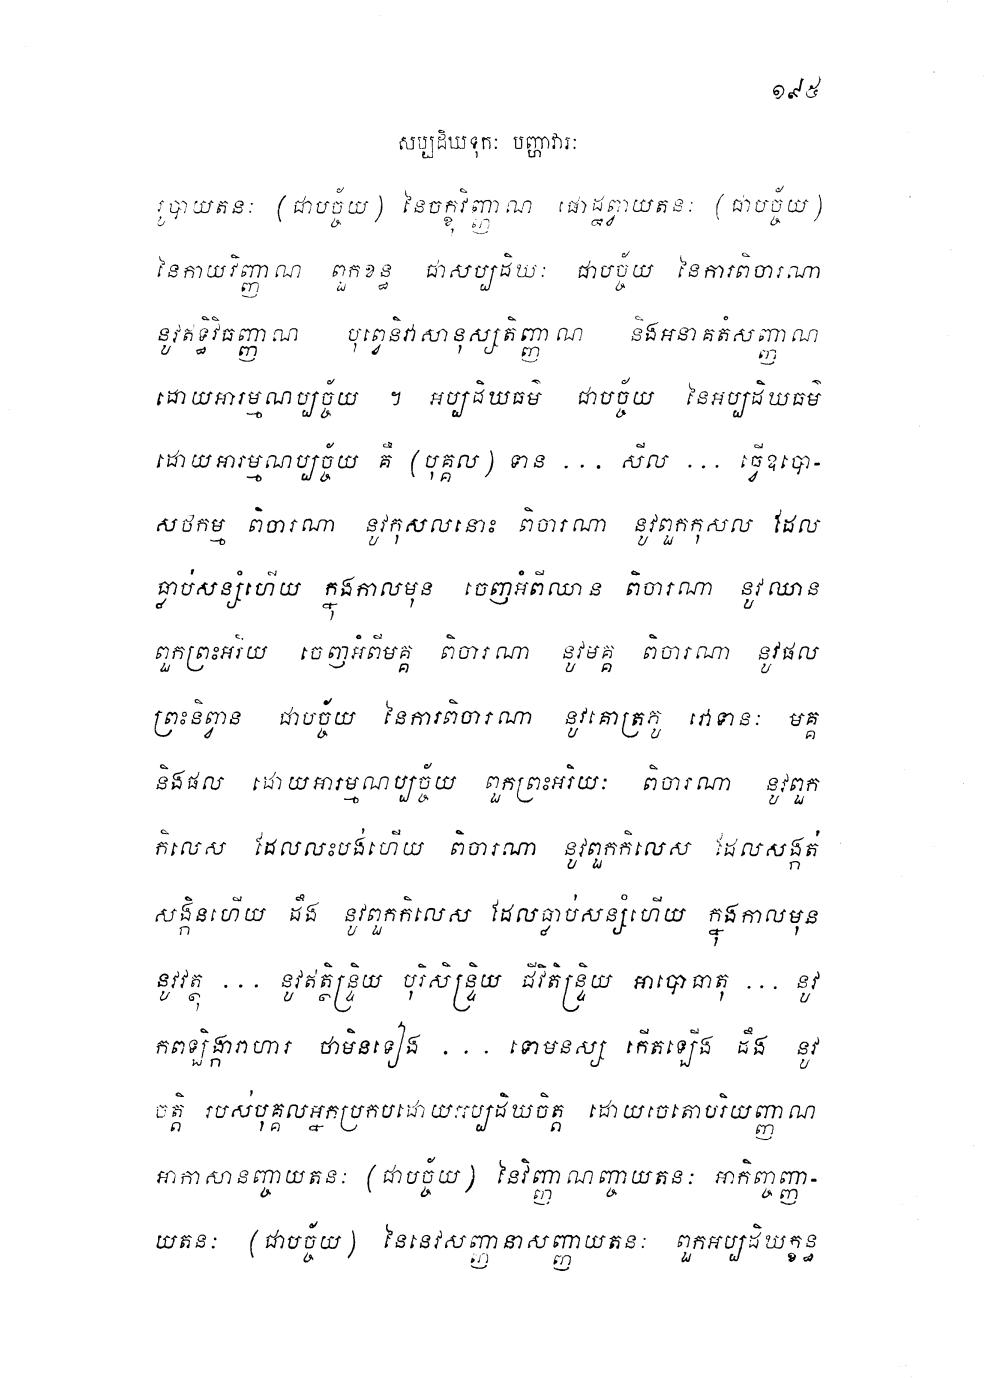 ១៩៥
សប្បដិឃទុកៈ បញ្ហាវារៈ
រូបាយតនៈ (ជាបច្ច័យ) នៃចក្ខុវិញ្ញាណ ផោដ្ឋព្វាយតនៈ (ជាបច្ច័យ)
នៃកាយវិញ្ញាណ ពួកខន្ធ ជាសប្បដិឃៈ ជាបច្ច័យ នៃការពិចារណា
នូវឥទ្ធិវិធញ្ញាណ បុព្វេនិវាសានុស្សតិញ្ញាណ និងអនាគតំសញ្ញាណ
ដោយអារម្មណប្បច្ច័យ ។ អប្បដិឃធម៌ ជាបច្ច័យ នៃអប្បដិឃធម៌
ដោយអារម្មណប្បច្ច័យ គឺ (បុគ្គល) ទាន ... សីល ... ធ្វើឧបោ-
សថកម្ម ពិចារណា នូវកុសលនោះ ពិចារណា នូវពួកកុសល ដែល
ធ្លាប់សន្សំហើយ ក្នុងកាលមុន ចេញអំពីឈាន ពិចារណា នូវឈាន
ពួកព្រះអរិយ ចេញអំពីមគ្គ ពិចារណា នូវមគ្គ ពិចារណា នូវផល
ព្រះនិព្វាន ជាបច្ច័យ នៃការពិចារណា នូវគោត្រភូ វោទានៈ មគ្គ
និងផល ដោយអារម្មណប្បច្ច័យ ពួកព្រះអរិយៈ ពិចារណា នូវពួក
កិលេស ដែលលះបង់ហើយ ពិចារណា នូវពួកកិលេស ដែលសង្កត់
សង្កិនហើយ ដឹង នូវពួកកិលេស ដែលធ្លាប់សន្សំហើយ ក្នុងកាលមុន
នូវវត្ថុ ... នូវឥត្ថិន្ទ្រិយ បុរិសិន្ទ្រិយ ជីវិតិន្ទ្រិយ អាបោធាតុ ... នូវ
កពឡិង្ការាហារ ថាមិនទៀង ... ទោមនស្ស កើតឡើង ដឹង នូវ
ចិត្ត របស់បុគ្គលអ្នកប្រកបដោយអប្បដិឃចិត្ត ដោយចេតោបរិយញ្ញាណ
អាកាសានញ្ចាយតនៈ (ជាបច្ច័យ) នៃវិញ្ញាណញ្ចាយតនៈ អាកិញ្ចញ្ញា-
យតនៈ (ជាបច្ច័យ) នៃនេវសញ្ញានាសញ្ញាយតនៈ ពួកអប្បដិឃក្ខន្ធ